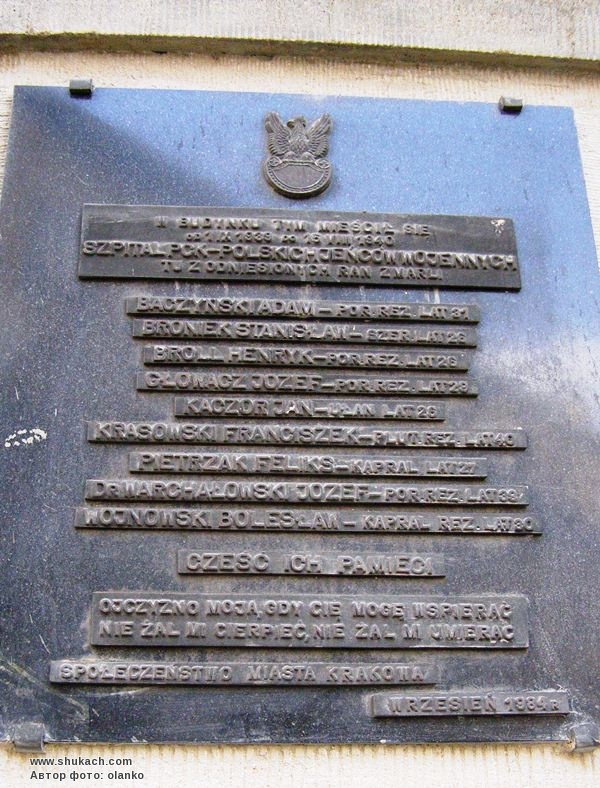 W BUDYNKU TYM MIEŚCIŁ SIĘ
OD 1 IX 1939 DO 16 VIII 1940
SZPITAL PCK-POLSKICH JEŃCÓW WOJENNYCH
TU Z ODNIESIONYCH RAN ZMARLI
BACZYŃSKI ADAM – POR. REZ. LAT 31
BRONIEK STANISŁAW – SZER. LAT 26
BROLL HENRYK – POR. REZ. LAT 26
GŁOWACZ JÓZEF – POR. REZ. LAT
KACZOR JAN – UŁAN LAT 26
KRASOWSKI FRANCISZEK – PLUT. REZ. LAT 40
PIETRZAK FELIKS – KAPRAL LAT 27
DR WARCHAŁOWSKI JÓZEF – POR. REZ. LAT
WOJNOWSKI BOLESŁAW – KAPRAL REZ. LAT 30
CZEŚĆ ICH PAMIĘCI
OJCZYZNO MOJA, GDY CIĘ MOGĘ WSPIERAĆ
NIE ŻAL MI CIERPIEĆ, NIE ŻAL MI UMIERAĆ
SPOŁECZEŃSTWO MIASTA KRAKOWA
WRZESIEŃ 1984 R
www.shukach.com
Автор фото: olanko